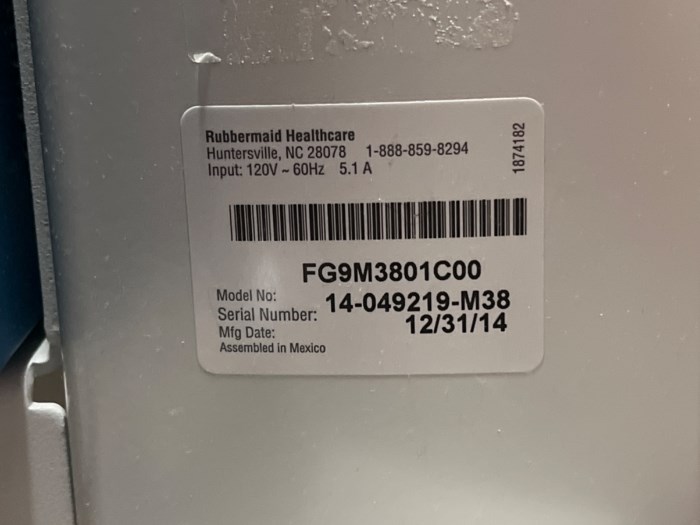 Rubbermaid Healthcare
Huntersville, NC 28078 1-888-859-8294
Input: 120V ~ 60Hz 5.1 A
1874182
FG9M3801C00
Model No: 14-049219-M38
Serial Number: 12/31/14
Mfg Date:
Assembled in Mexico